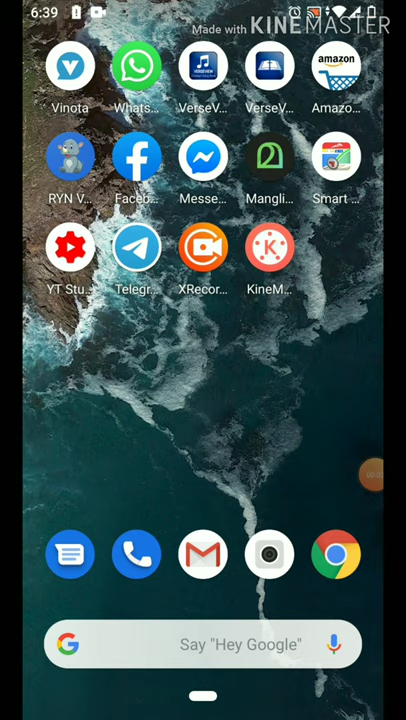 6:39
Made with KINEMASTER
Vinota
Whats...
VerseV...
VerseV...
amazon
Amazo...
RYN V...
Faceb...
Messe...
Mangli...
Smart ...
YT Stu...
Telegr...
XRecor...
KineM...
Say "Hey Google"